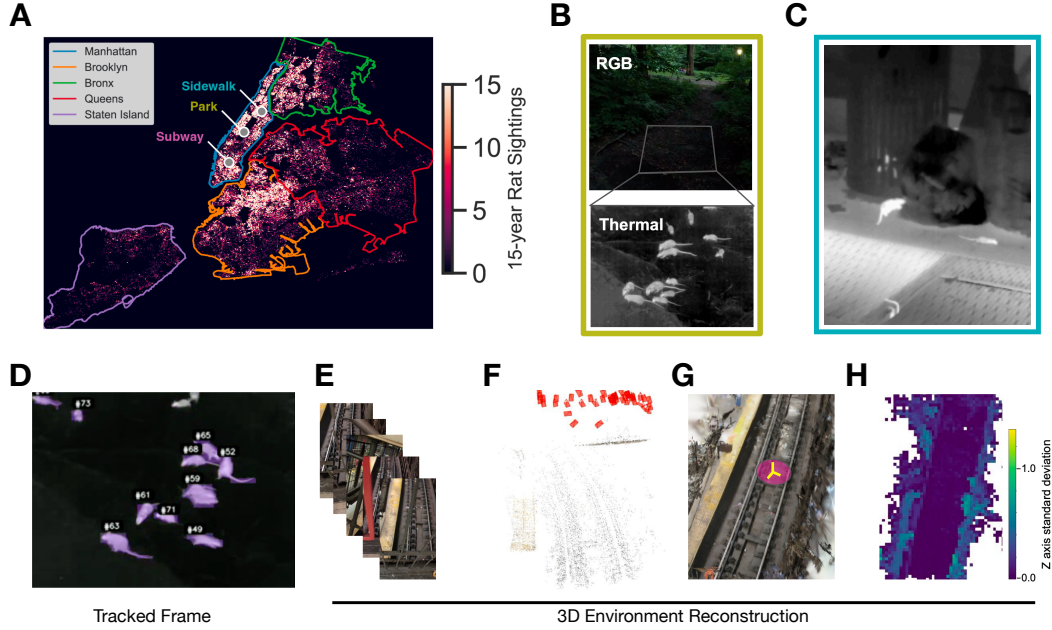 A
Manhattan
Brooklyn
Bronx
Queens
Staten Island
Sidewalk
Park
Subway
15
10
5
0
15-year Rat Sightings
B
RGB
Thermal
C
D
73
65
68
52
59
61
71
63
49
Tracked Frame
E
F
G
H
1.0
0.0
Z axis standard deviation
3D Environment Reconstruction